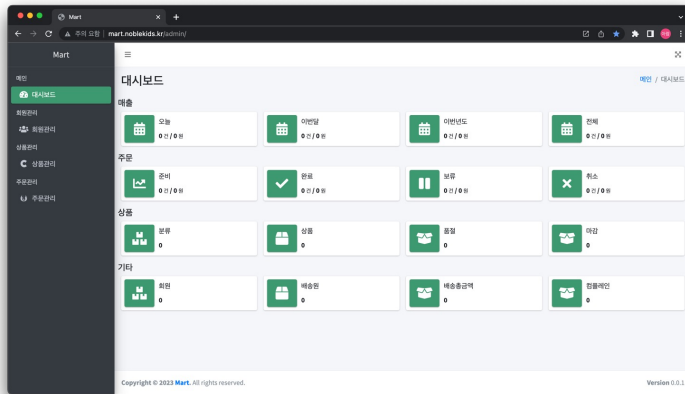 Mart
주의 요함 mart.noblekids.kr/admin/
Mart
메인
대시보드
회원관리
회원관리
상품관리
상품관리
주문관리
주문관리
대시보드
메인 / 대시보드
매출
오늘
0 건 / 0 원
이번달
0 건 / 0 원
이번년도
0 건 / 0 원
전체
0 건 / 0 원
주문
준비
0 건 / 0 원
완료
0 건 / 0 원
보류
0 건 / 0 원
취소
0 건 / 0 원
상품
분류
0
상품
0
품절
0
마감
0
기타
회원
0
배송원
0
배송총금액
0
컴플레인
0
Copyright © 2023 Mart. All rights reserved.
Version 0.0.1